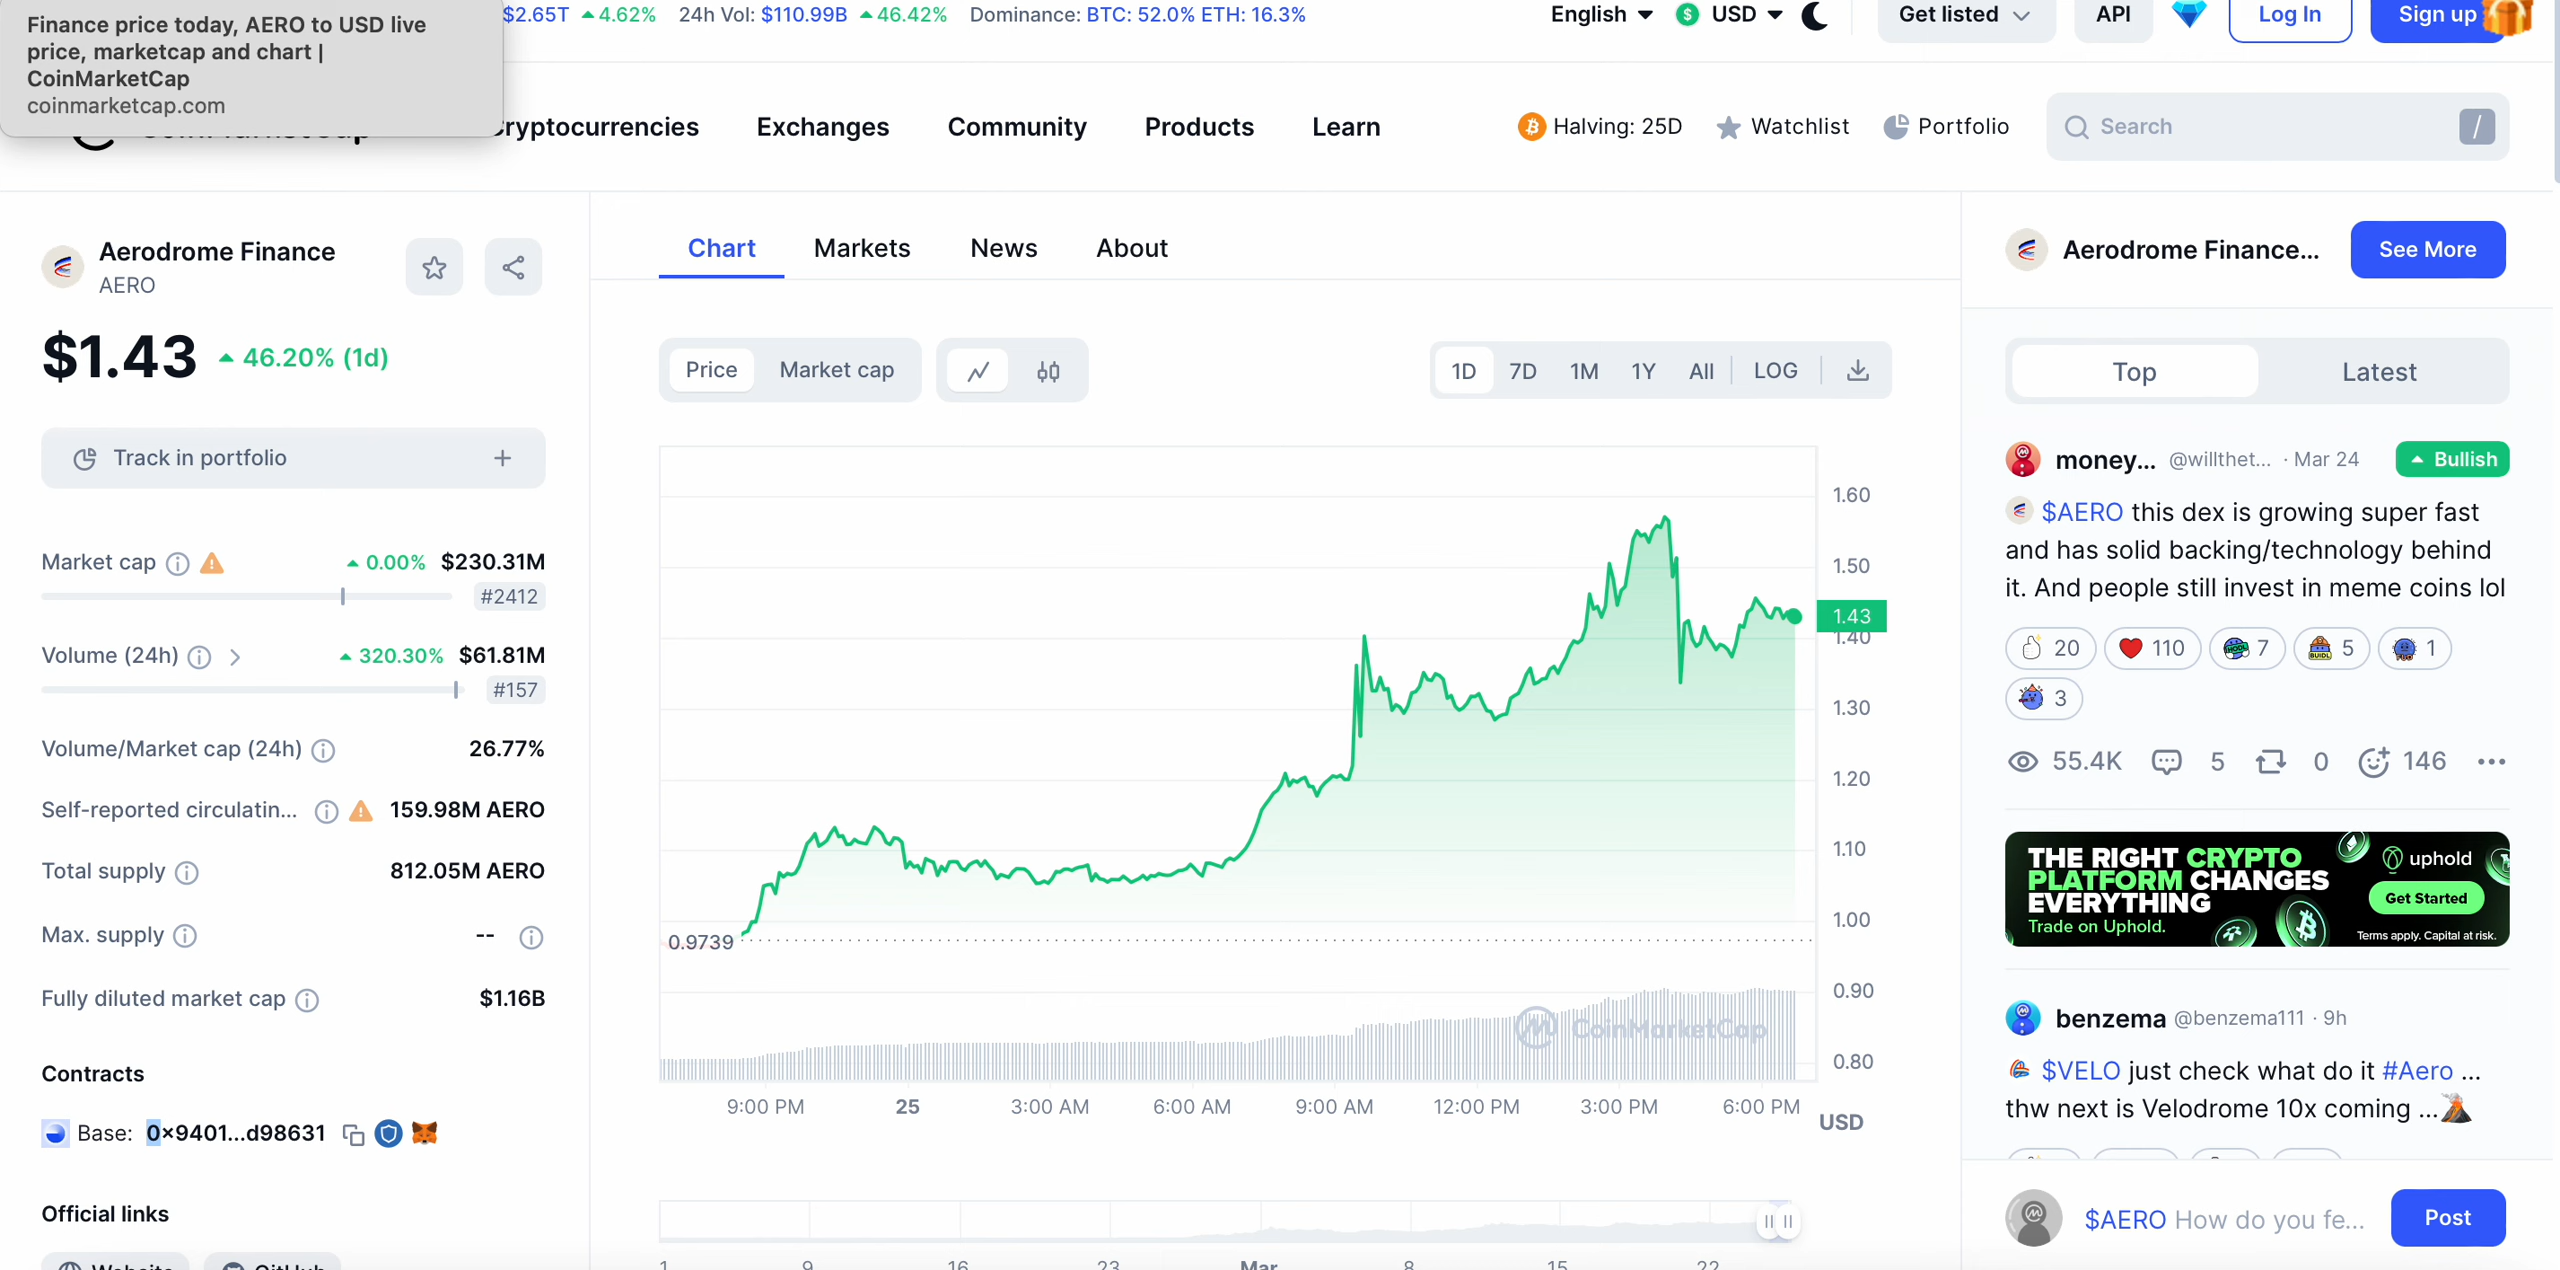 Finance price today, AERO to USD live
price, marketcap and chart |
CoinMarketCap
coinmarketcap.com
$2.65T 4.62% 24h Vol: $110.99B 46.42% Dominance: BTC: 52.0% ETH: 16.3%
English USD Get listed API Log In Sign up
Cryptocurrencies Exchanges Community Products Learn Halving: 25D Watchlist Portfolio Search /
Aerodrome Finance
AERO
$1.43 46.20% (1d)
Track in portfolio +
Market cap 0.00% $230.31M
#2412
Volume (24h) 320.30% $61.81M
#157
Volume/Market cap (24h) 26.77%
Self-reported circulatin... 159.98M AERO
Total supply 812.05M AERO
Max. supply --
Fully diluted market cap $1.16B
Contracts
Base: 0x9401...d98631
Official links
Website GitHub
Chart Markets News About
Price Market cap 1D 7D 1M 1Y All LOG
1.60
1.50
1.43
1.40
1.30
1.20
1.10
1.00
0.9739
0.90
0.80
CoinMarketCap
9:00 PM 25 3:00 AM 6:00 AM 9:00 AM 12:00 PM 3:00 PM 6:00 PM
USD
1 9 16 23 Mar 8 15 22
Aerodrome Finance... See More
Top Latest
money... @willthet... · Mar 24 Bullish
$AERO this dex is growing super fast
and has solid backing/technology behind
it. And people still invest in meme coins lol
20 110 7 5 1
3
55.4K 5 0 146
THE RIGHT CRYPTO
PLATFORM CHANGES
EVERYTHING
Trade on Uphold.
uphold
Get Started
Terms apply. Capital at risk.
benzema @benzema111 · 9h
$VELO just check what do it #Aero ...
thw next is Velodrome 10x coming ...🌋
$AERO How do you fe... Post